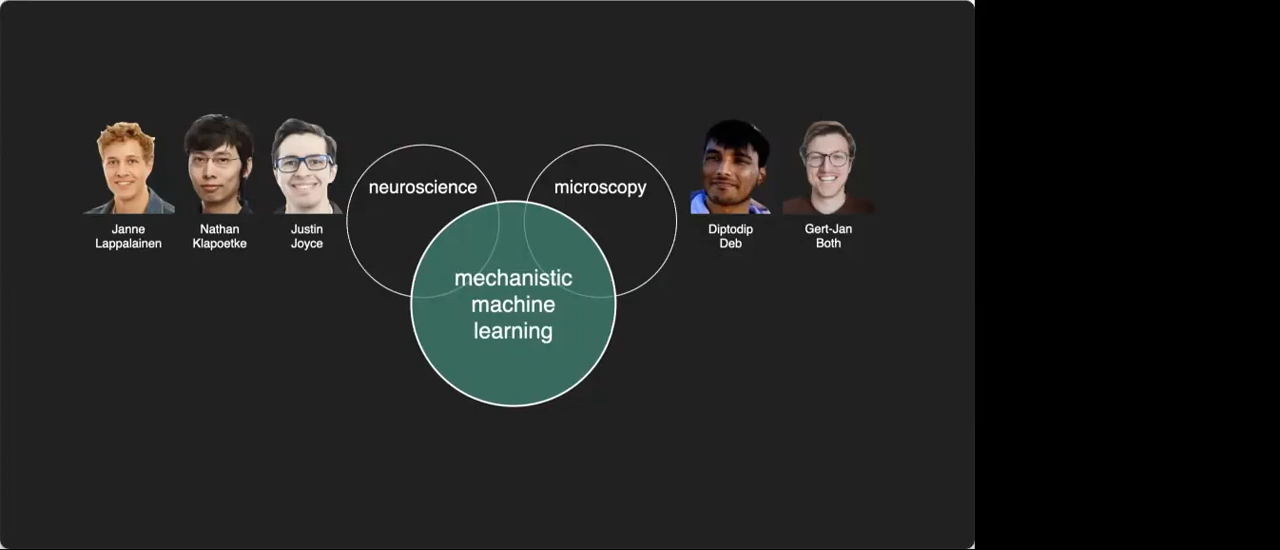 neuroscience
microscopy
Janne
Lappalainen
Nathan
Klapoetke
Justin
Joyce
Diptodip
Deb
Gert-Jan
Both
mechanistic
machine
learning